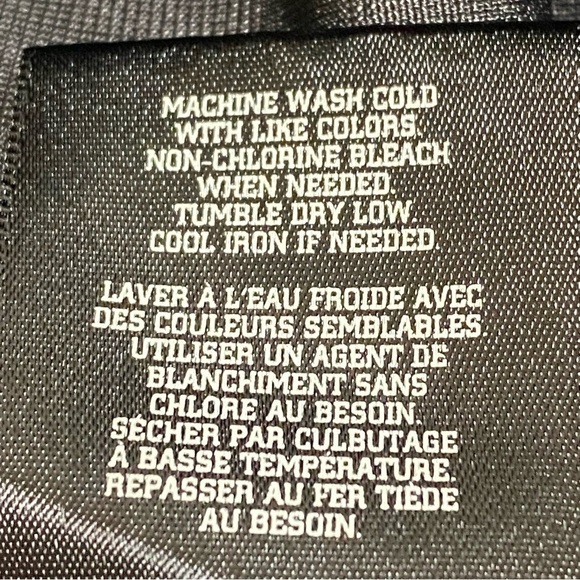 MACHINE WASH COLD
WITH LIKE COLORS.
NON-CHLORINE BLEACH
WHEN NEEDED.
TUMBLE DRY LOW.
COOL IRON IF NEEDED.
LAVER À L'EAU FROIDE AVEC
DES COULEURS SEMBLABLES
UTILISER UN AGENT DE
BLANCHIMENT SANS
CHLORE AU BESOIN.
SÉCHER PAR CULBUTAGE
À BASSE TEMPÉRATURE.
REPASSER AU FER TIÈDE
AU BESOIN.